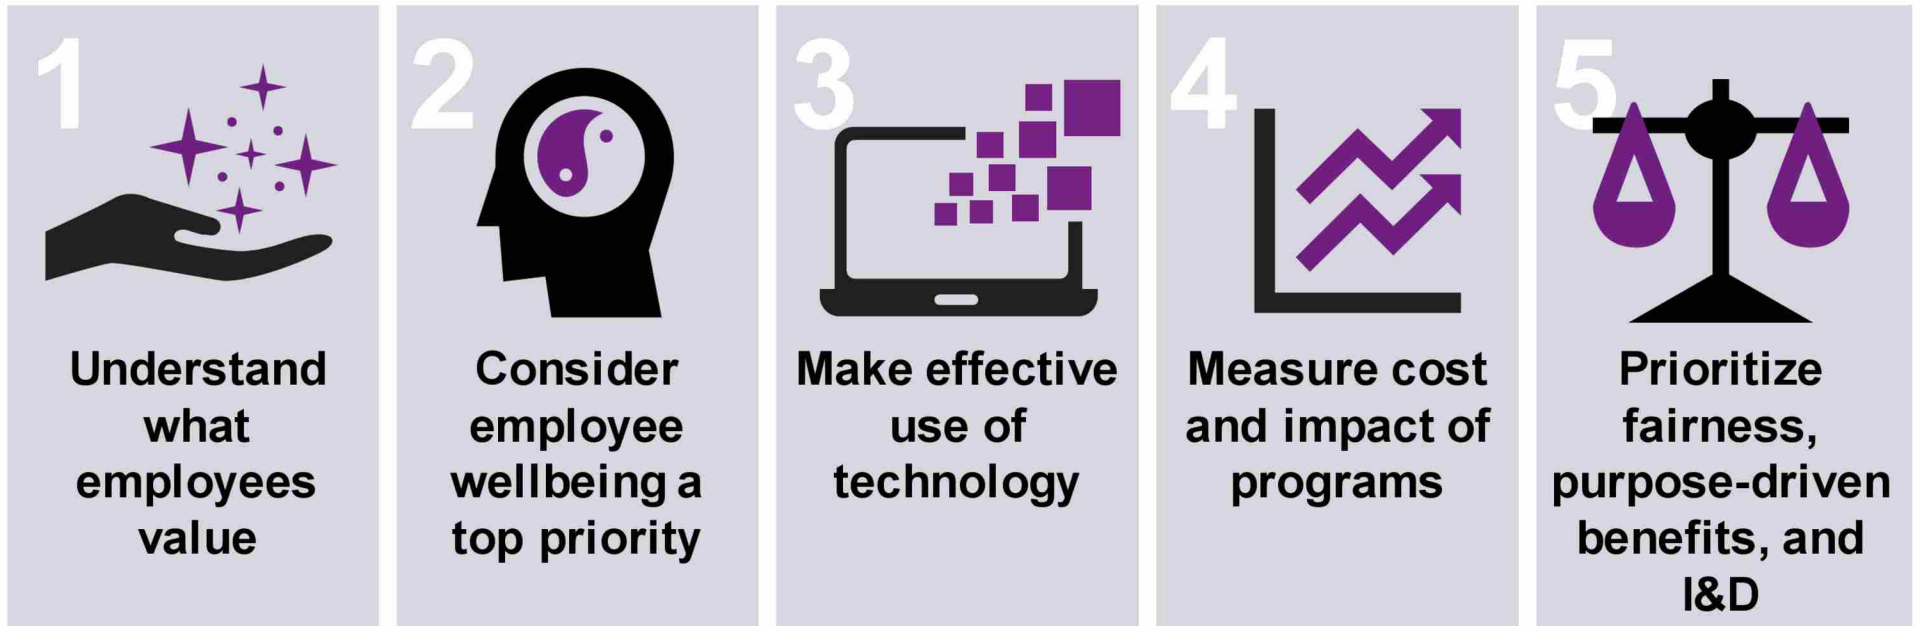 1
Understand
what
employees
value
2
Consider
employee
wellbeing a
top priority
3
Make effective
use of
technology
4
Measure cost
and impact of
programs
5
Prioritize
fairness,
purpose-driven
benefits, and
I&D